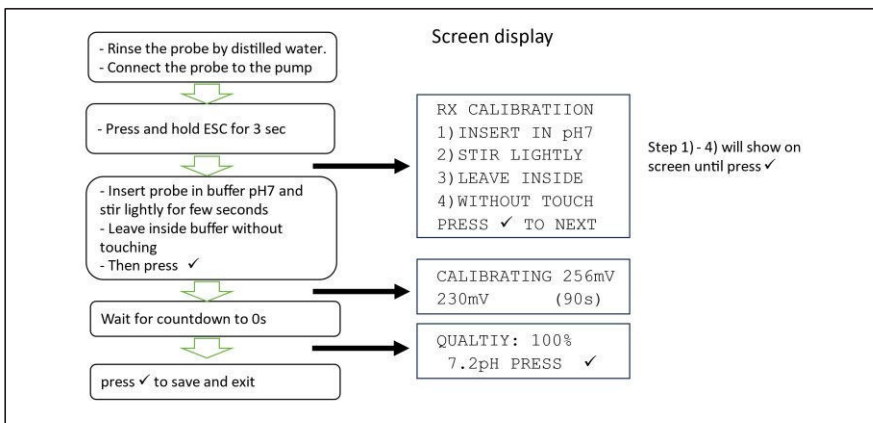 Screen display
- Rinse the probe by distilled water.
- Connect the probe to the pump
- Press and hold ESC for 3 sec
RX CALIBRATIION
1)INSERT IN pH7
2)STIR LIGHTLY
3)LEAVE INSIDE
4)WITHOUT TOUCH
PRESS ✓ TO NEXT
Step 1) - 4) will show on
screen until press ✓
- Insert probe in buffer pH7 and
stir lightly for few seconds
- Leave inside buffer without
touching
- Then press ✓
CALIBRATING 256mV
230mV (90s)
Wait for countdown to 0s
QUALTIY: 100%
7.2pH PRESS ✓
press ✓ to save and exit